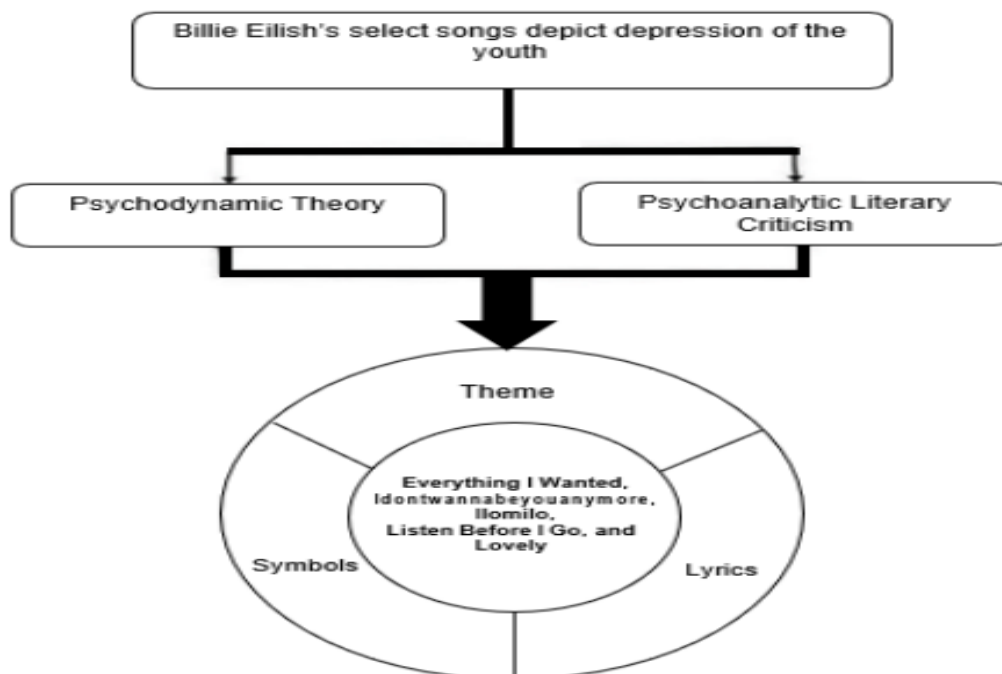 Billie Eilish's select songs depict depression of the
youth
Psychodynamic Theory
Psychoanalytic Literary
Criticism
Theme
Everything I Wanted,
Idontwannabeyouanymore,
Ilomilo,
Listen Before I Go, and
Lovely
Symbols
Lyrics